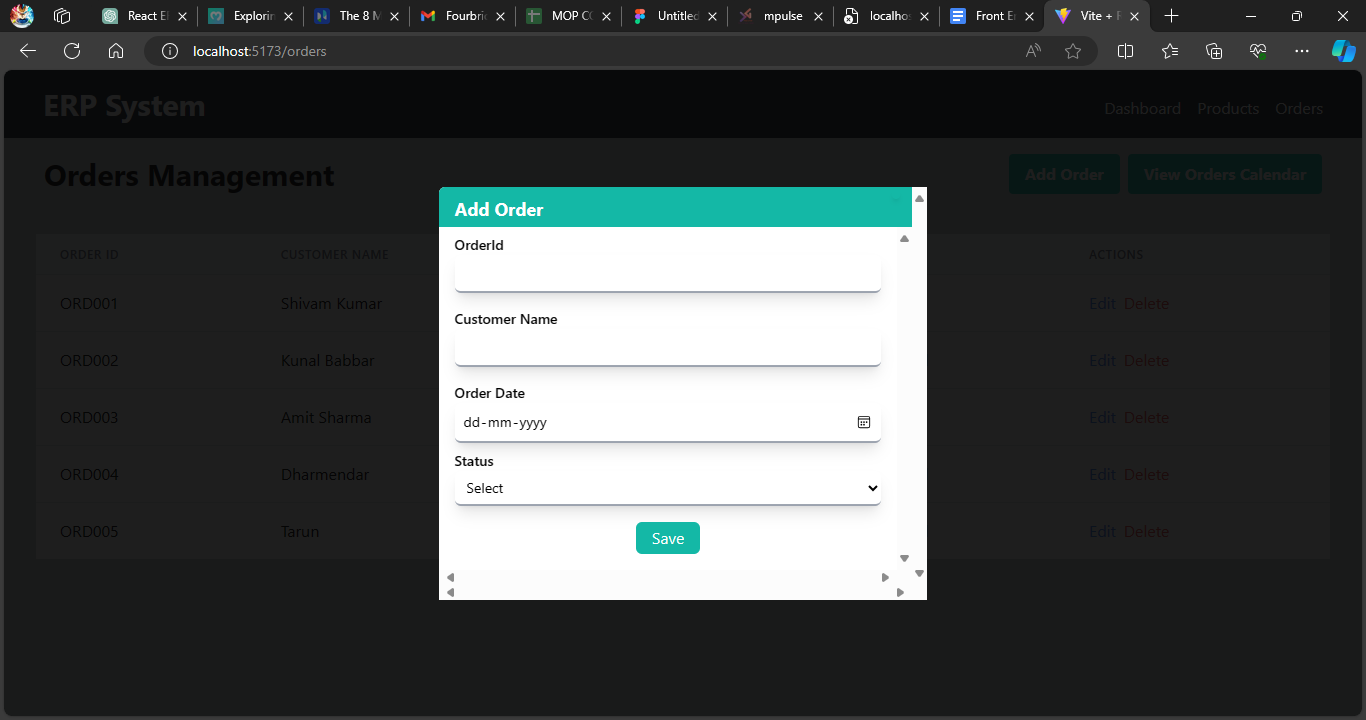 React E
Explorin
The 8 M
Fourbri
MOP C
Untitled
mpulse
localhos
Front E
Vite +
localhost:5173/orders
ERP System
Dashboard Products Orders
Orders Management
Add Order View Orders Calendar
Add Order
ORDER ID CUSTOMER NAME ACTIONS
OrderId
ORD001 Shivam Kumar Edit Delete
Customer Name
ORD002 Kunal Babbar Edit Delete
Order Date
dd-mm-yyyy
ORD003 Amit Sharma Edit Delete
Status
Select
ORD004 Dharmendar Edit Delete
ORD005 Tarun Edit Delete
Save